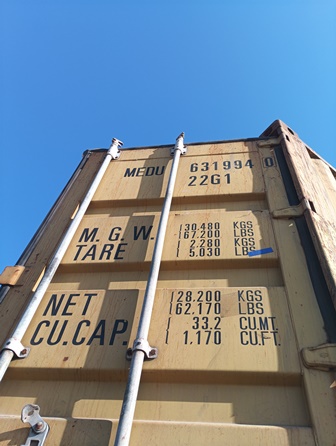 MEDU 631994 0
22G1
M.G.W. 30.480 KGS
67.200 LBS
TARE 2.280 KGS
5.030 LBS
NET 28.200 KGS
62.170 LBS
CU.CAP. 33.2 CU.MT.
1.170 CU.FT.